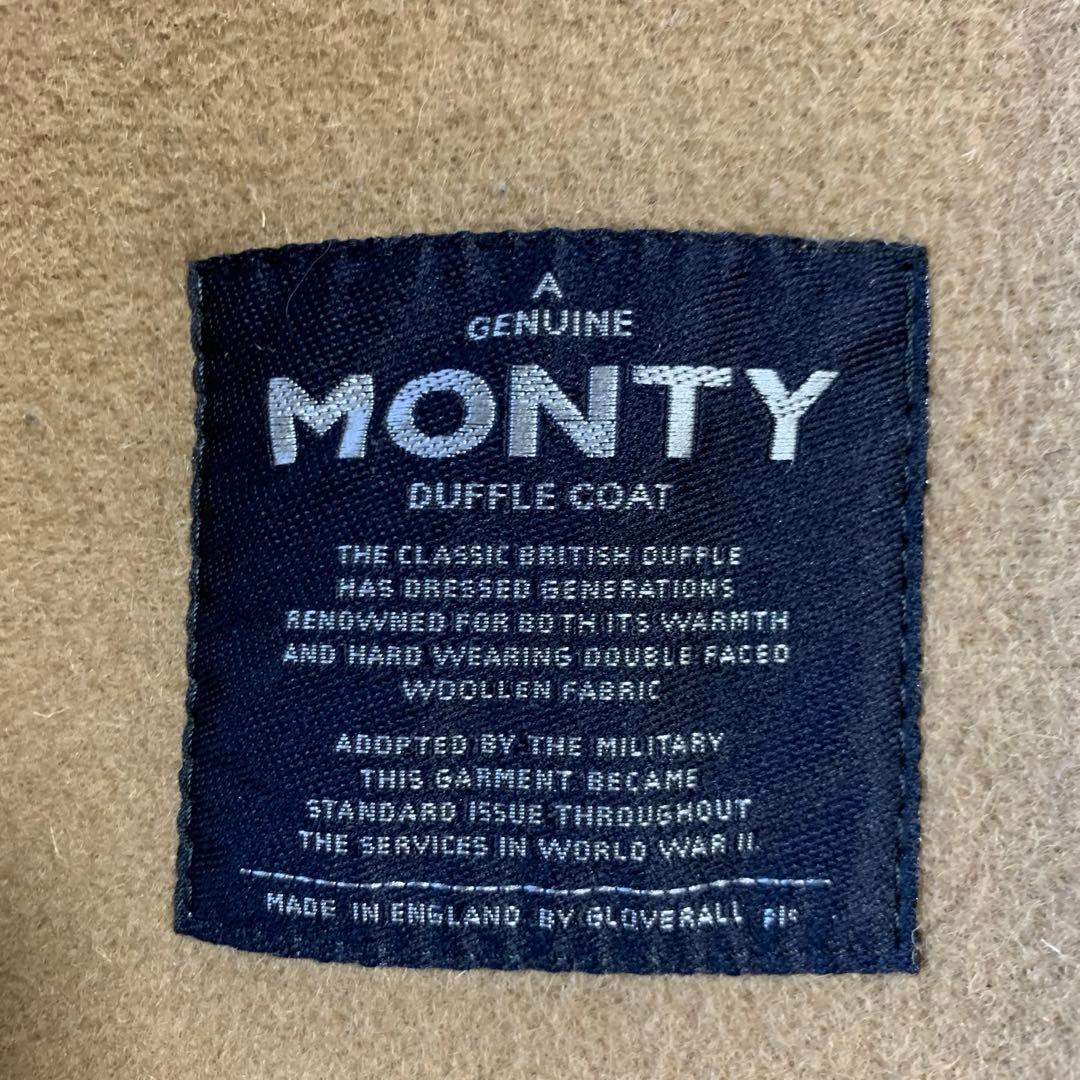 A
GENUINE
MONTY
DUFFLE COAT
THE CLASSIC BRITISH DUFFLE
HAS DRESSED GENERATIONS
RENOWNED FOR BOTH ITS WARMTH
AND HARD WEARING DOUBLE FACED
WOOLLEN FABRIC
ADOPTED BY THE MILITARY
THIS GARMENT BECAME
STANDARD ISSUE THROUGHOUT
THE SERVICES IN WORLD WAR II.
MADE IN ENGLAND BY GLOVERALL plc